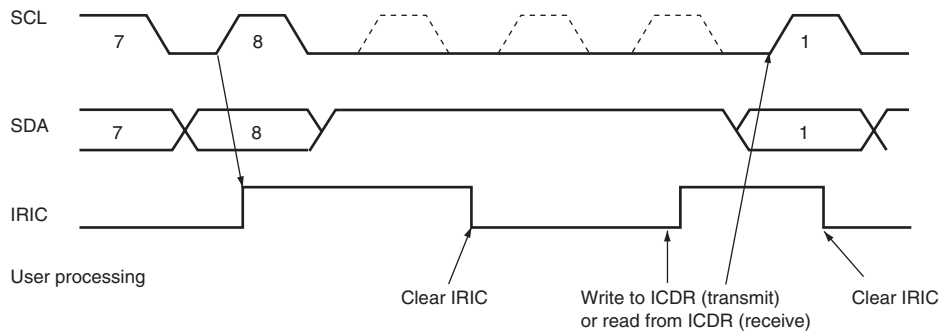 SCL
7
8
1
SDA
7
8
1
IRIC
User processing
Clear IRIC
Write to ICDR (transmit)
or read from ICDR (receive)
Clear IRIC